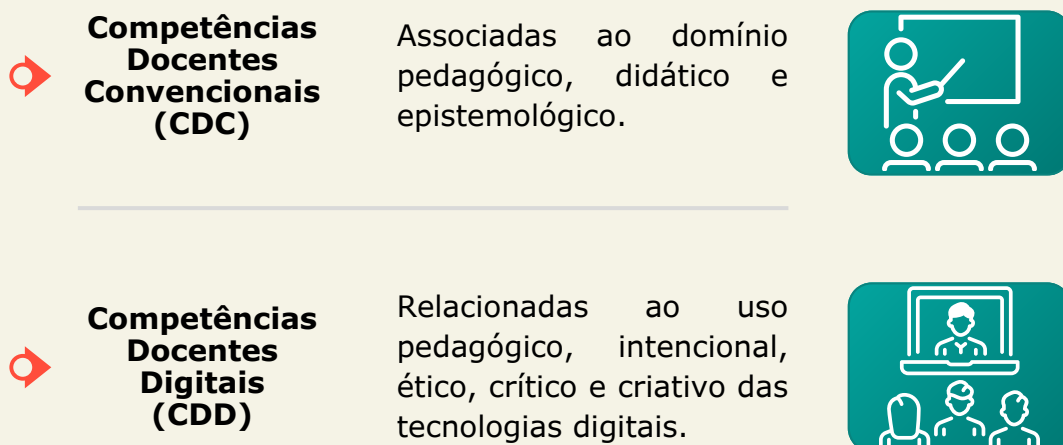 Competências
Docentes
Convencionais
(CDC)
Associadas ao domínio
pedagógico, didático e
epistemológico.
Competências
Docentes
Digitais
(CDD)
Relacionadas ao uso
pedagógico, intencional,
ético, crítico e criativo das
tecnologias digitais.